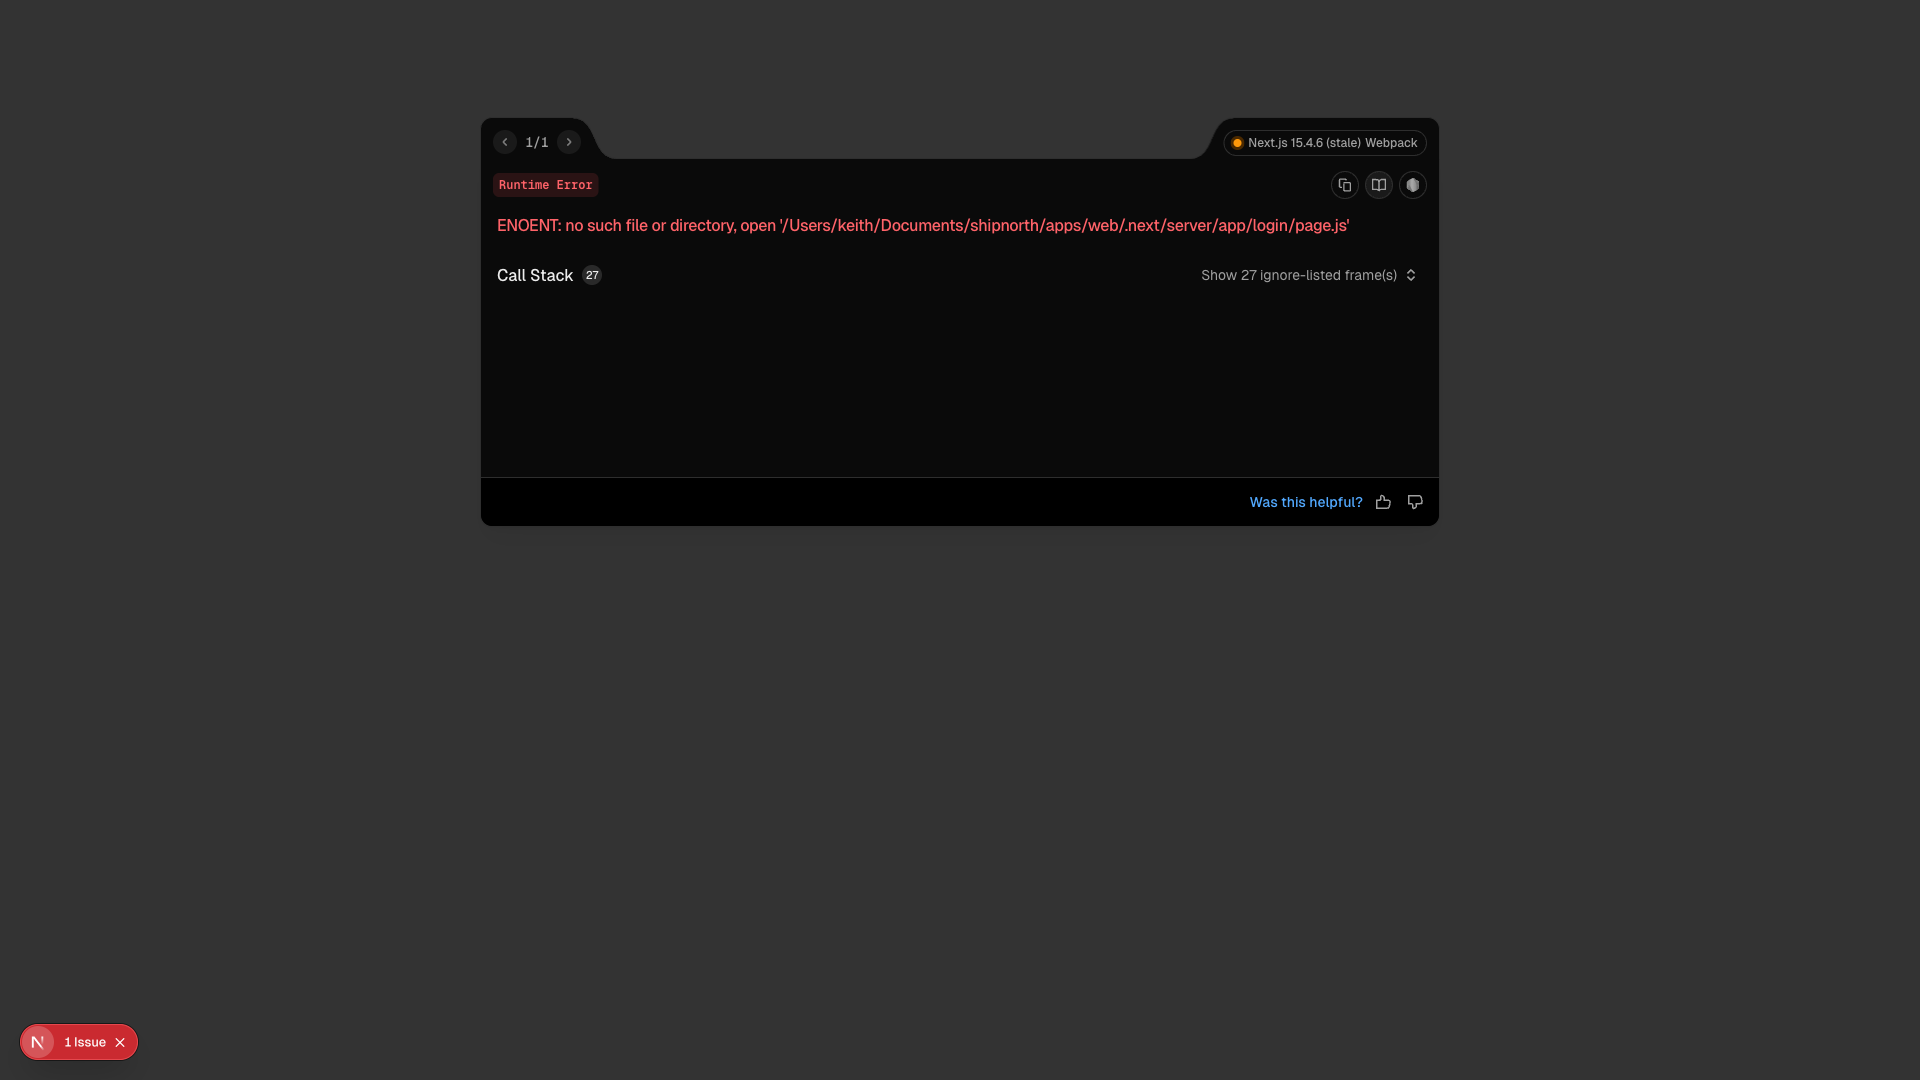 1/1
Next.js 15.4.6 (stale) Webpack
Runtime Error
ENOENT: no such file or directory, open '/Users/keith/Documents/shipnorth/apps/web/.next/server/app/login/page.js'
Call Stack 27
Show 27 ignore-listed frame(s)
Was this helpful?
N 1 Issue